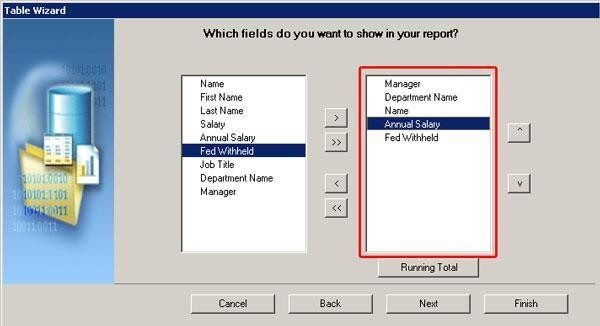 Table Wizard
Which fields do you want to show in your report?
10101:0010
Name
First Name
Last Name
Salary
Annual Salary
Fed Withheld
Job Title
Department Name
Manager
>
>>
<
<<
Manager
Department Name
Name
Annual Salary
Fed Withheld
^
v
10101:0010
10101:1101
10011:0011
10011:0010
Running Total
Cancel
Back
Next
Finish